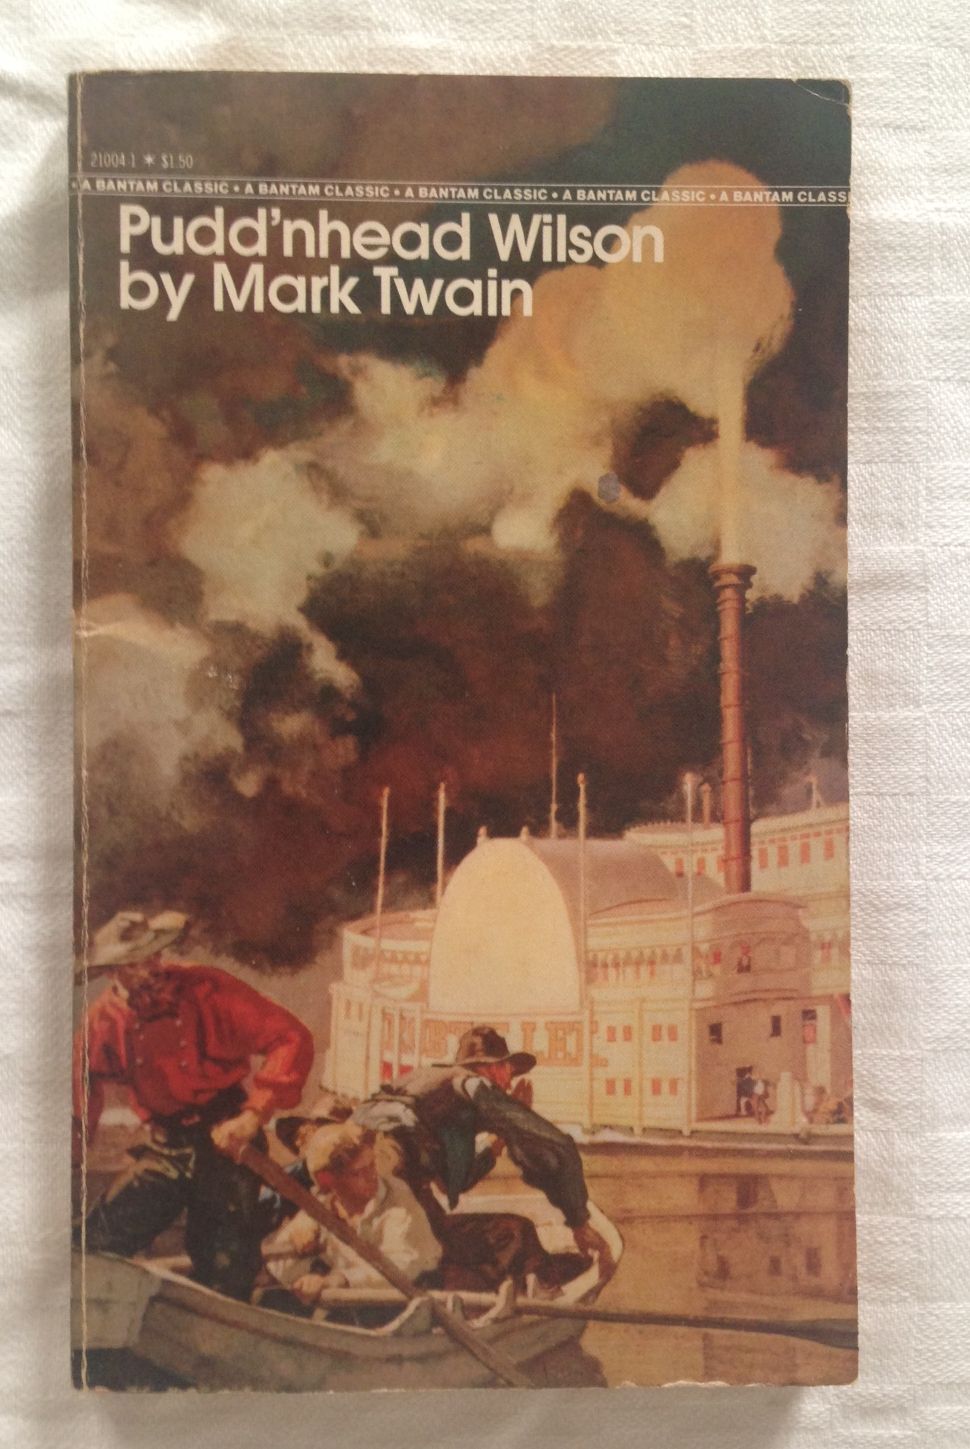 21004-1 ★ $1.50
• A BANTAM CLASSIC • A BANTAM CLASSIC • A BANTAM CLASSIC • A BANTAM CLASSIC • A BANTAM CLASSI
Pudd'nhead Wilson
by Mark Twain